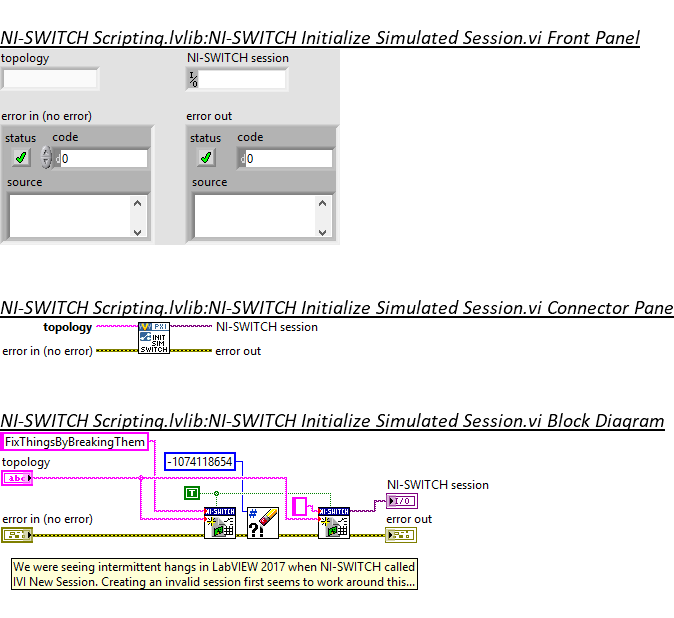 NI-SWITCH Scripting.lvlib:NI-SWITCH Initialize Simulated Session.vi Front Panel
topology
NI-SWITCH session
I/O
error in (no error)
error out
status
code
status
code
d
0
d
0
source
source
NI-SWITCH Scripting.lvlib:NI-SWITCH Initialize Simulated Session.vi Connector Pane
topology
PXI
NI-SWITCH session
INIT
SIM
error in (no error)
SWITCH
error out
NI-SWITCH Scripting.lvlib:NI-SWITCH Initialize Simulated Session.vi Block Diagram
FixThingsByBreakingThem
topology
-1074118654
abc
NI-SWITCH session
T
I/O
NI-SWITCH
#
NI-SWITCH
error in (no error)
error out
?!
?!
We were seeing intermittent hangs in LabVIEW 2017 when NI-SWITCH called
IVI New Session. Creating an invalid session first seems to work around this...